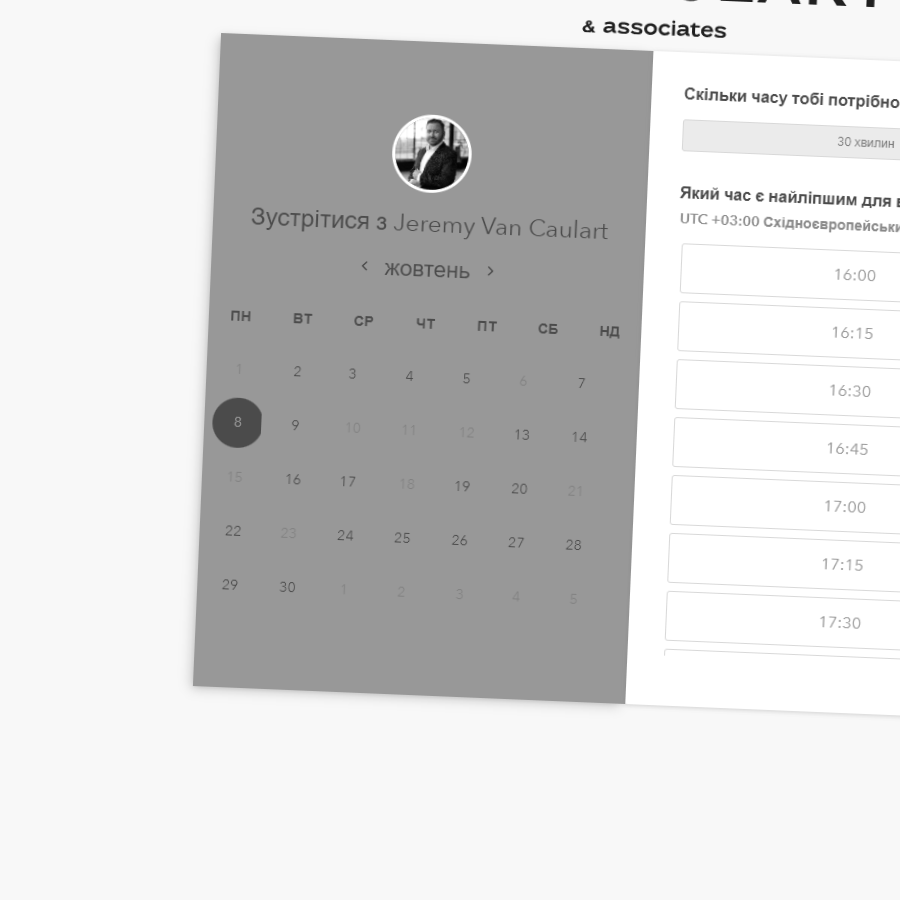 & associates
Зустрітися з Jeremy Van Caulart
жовтень
ПН ВТ СР ЧТ ПТ СБ НД
1 2 3 4 5 6 7
8 9 10 11 12 13 14
15 16 17 18 19 20 21
22 23 24 25 26 27 28
29 30 1 2 3 4 5
Скільки часу тобі потрібно
30 хвилин
Який час є найліпшим для
UTC +03:00
16:00
16:15
16:30
16:45
17:00
17:15
17:30